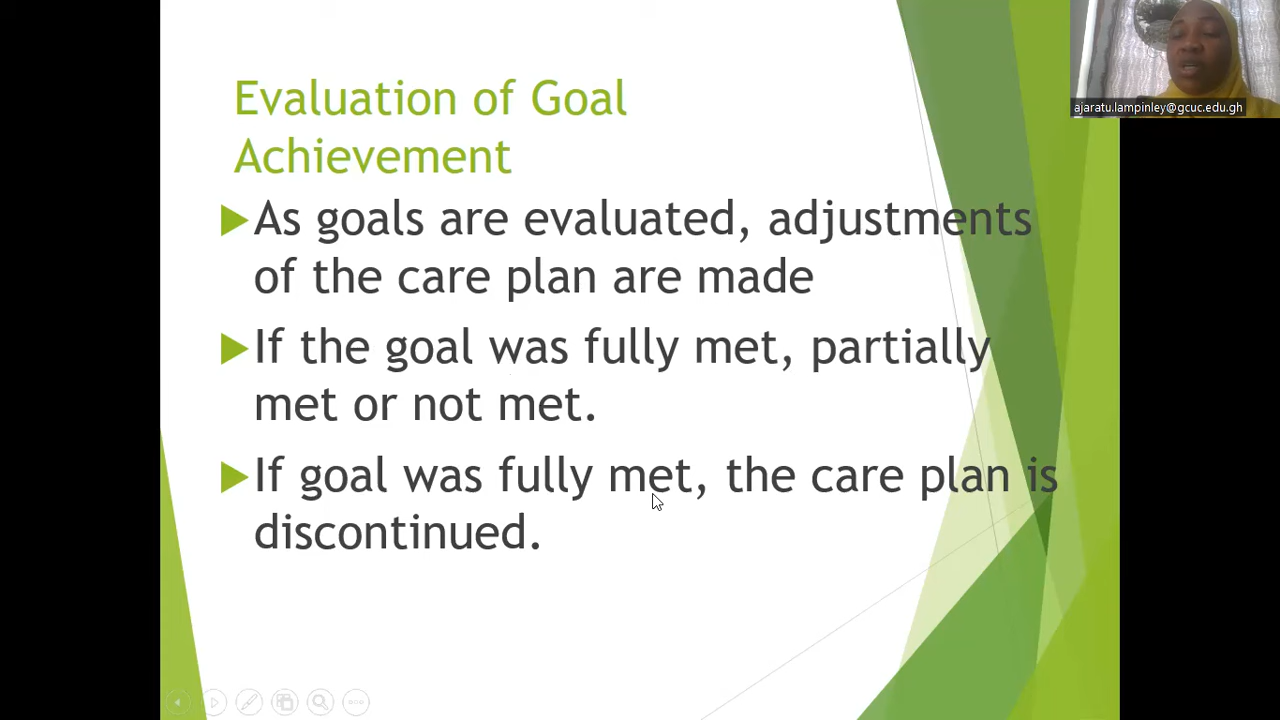 Evaluation of Goal
Achievement
As goals are evaluated, adjustments
of the care plan are made
If the goal was fully met, partially
met or not met.
If goal was fully met, the care plan is
discontinued.
ajaratu.lampinley@gcuc.edu.gh